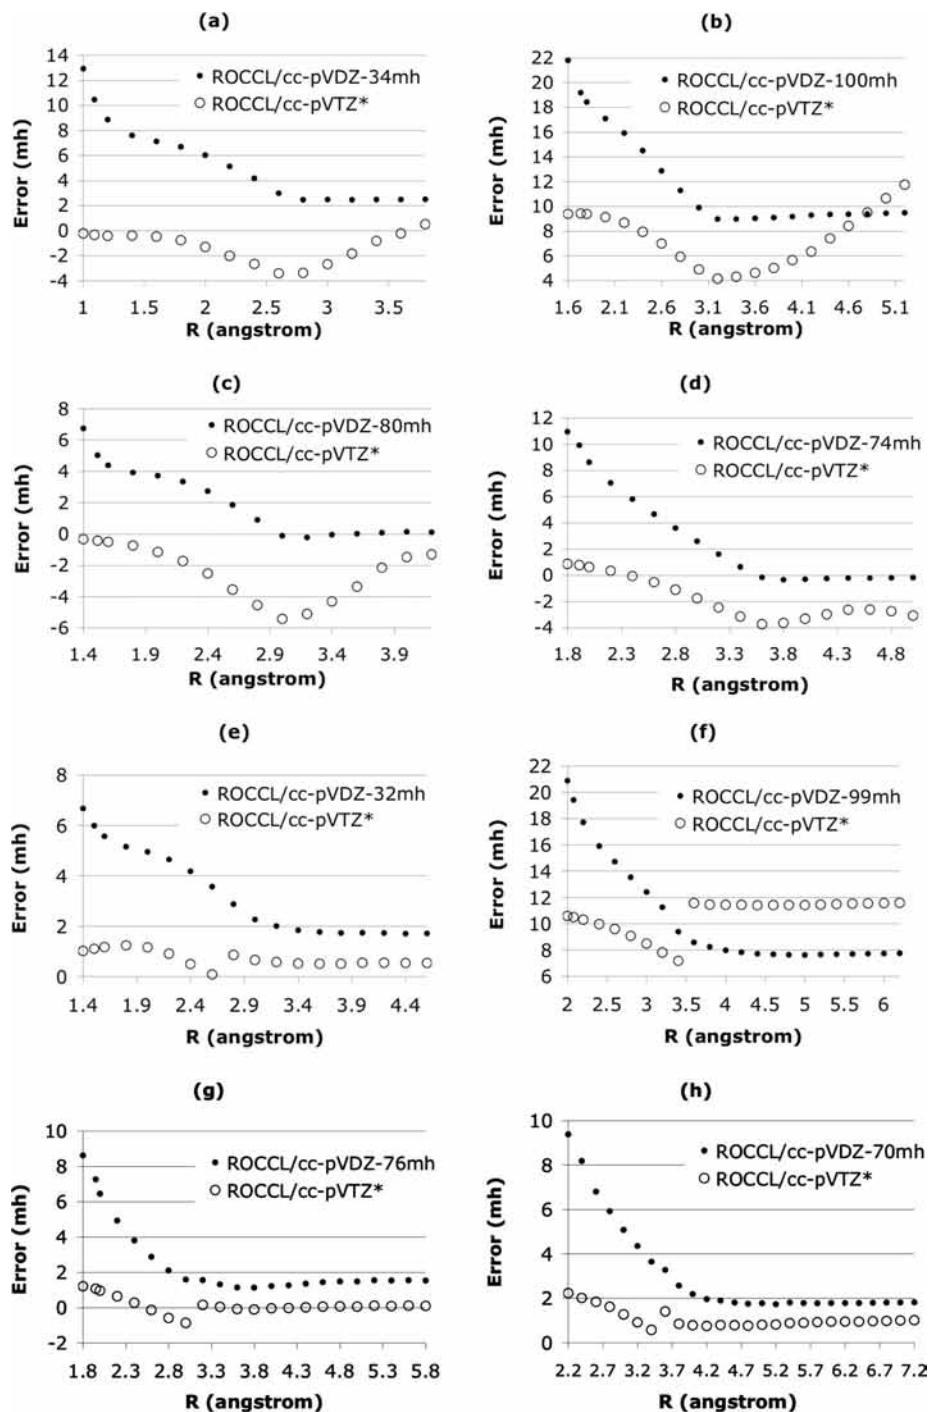 (a)
14
12
10
8
6
4
2
0
-2
-4
Error (mh)
ROCCL/cc-pVDZ-34mh
ROCCL/cc-pVTZ*
1 1.5 2 2.5 3 3.5
R (angstrom)
(b)
22
20
18
16
14
12
10
8
6
4
Error (mh)
ROCCL/cc-pVDZ-100mh
ROCCL/cc-pVTZ*
1.6 2.1 2.6 3.1 3.6 4.1 4.6 5.1
R (angstrom)
(c)
8
6
4
2
0
-2
-4
-6
Error (mh)
ROCCL/cc-pVDZ-80mh
ROCCL/cc-pVTZ*
1.4 1.9 2.4 2.9 3.4 3.9
R (angstrom)
(d)
12
10
8
6
4
2
0
-2
-4
Error (mh)
ROCCL/cc-pVDZ-74mh
ROCCL/cc-pVTZ*
1.8 2.3 2.8 3.3 3.8 4.3 4.8
R (angstrom)
(e)
8
6
4
2
0
Error (mh)
ROCCL/cc-pVDZ-32mh
ROCCL/cc-pVTZ*
1.4 1.9 2.4 2.9 3.4 3.9 4.4
R (angstrom)
(f)
22
20
18
16
14
12
10
8
6
Error (mh)
ROCCL/cc-pVDZ-99mh
ROCCL/cc-pVTZ*
2 2.5 3 3.5 4 4.5 5 5.5 6
R (angstrom)
(g)
10
8
6
4
2
0
-2
Error (mh)
ROCCL/cc-pVDZ-76mh
ROCCL/cc-pVTZ*
1.8 2.3 2.8 3.3 3.8 4.3 4.8 5.3 5.8
R (angstrom)
(h)
10
8
6
4
2
0
Error (mh)
ROCCL/cc-pVDZ-70mh
ROCCL/cc-pVTZ*
2.2 2.7 3.2 3.7 4.2 4.7 5.2 5.7 6.2 6.7 7.2
R (angstrom)